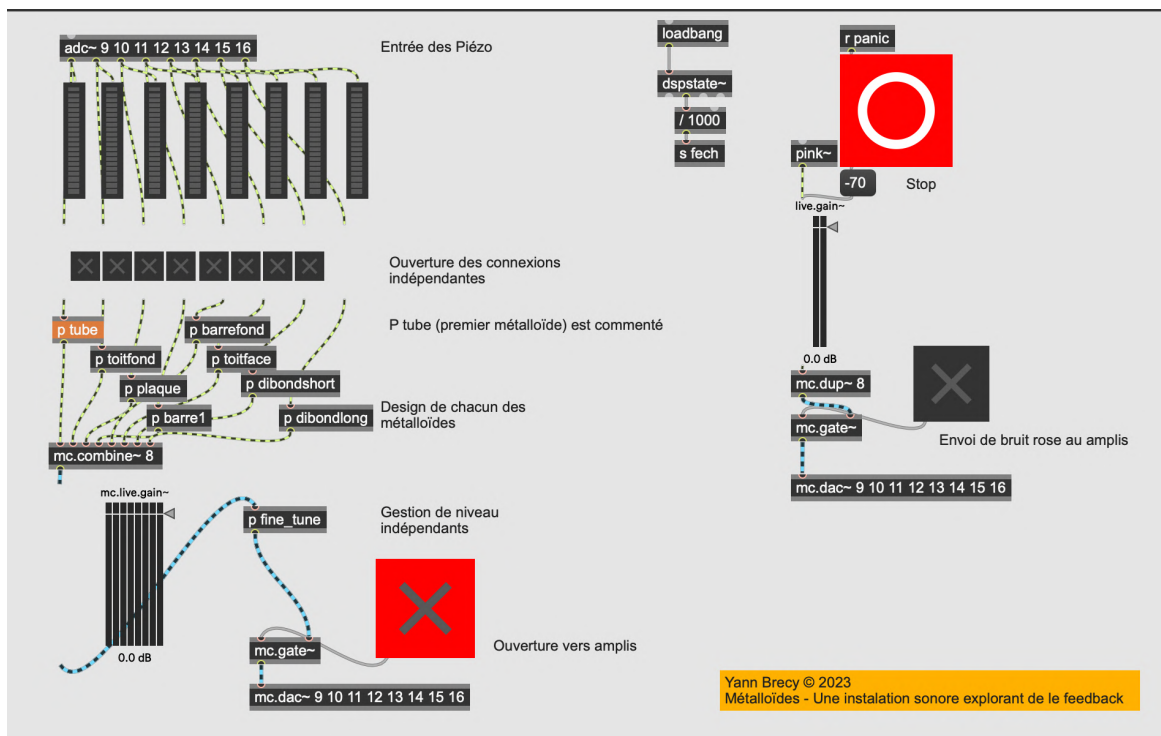 adc~ 9 10 11 12 13 14 15 16
Entrée des Piézo
Ouverture des connexions
indépendantes
p tube
p barrefond
P tube (premier métalloïde) est commenté
p toitfond
p toitface
p plaque
p dibondshort
p barre1
p dibondlong
Design de chacun des
métalloïdes
mc.combine~ 8
mc.live.gain~
0.0 dB
p fine_tune
Gestion de niveau
indépendants
mc.gate~
Ouverture vers amplis
mc.dac~ 9 10 11 12 13 14 15 16
loadbang
dspstate~
/ 1000
s fech
r panic
pink~
-70
Stop
live.gain~
0.0 dB
mc.dup~ 8
mc.gate~
Envoi de bruit rose au amplis
mc.dac~ 9 10 11 12 13 14 15 16
Yann Brecy © 2023
Métalloïdes - Une instalation sonore explorant de le feedback